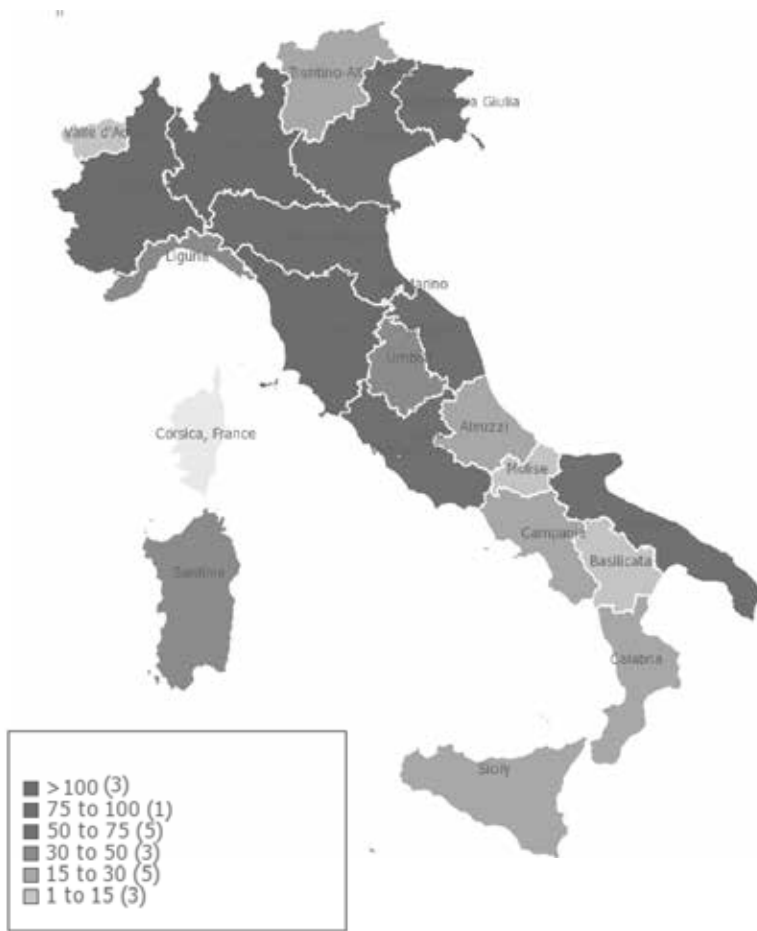 Trentino-A
Giulia
Valle d'Ao
Liguria
Marino
Umbri
Corsica, France
Abruzzi
Molise
Campania
Basilicata
Sardinia
Calabria
Sicily
>100 (3)
75 to 100 (1)
50 to 75 (5)
30 to 50 (3)
15 to 30 (5)
1 to 15 (3)